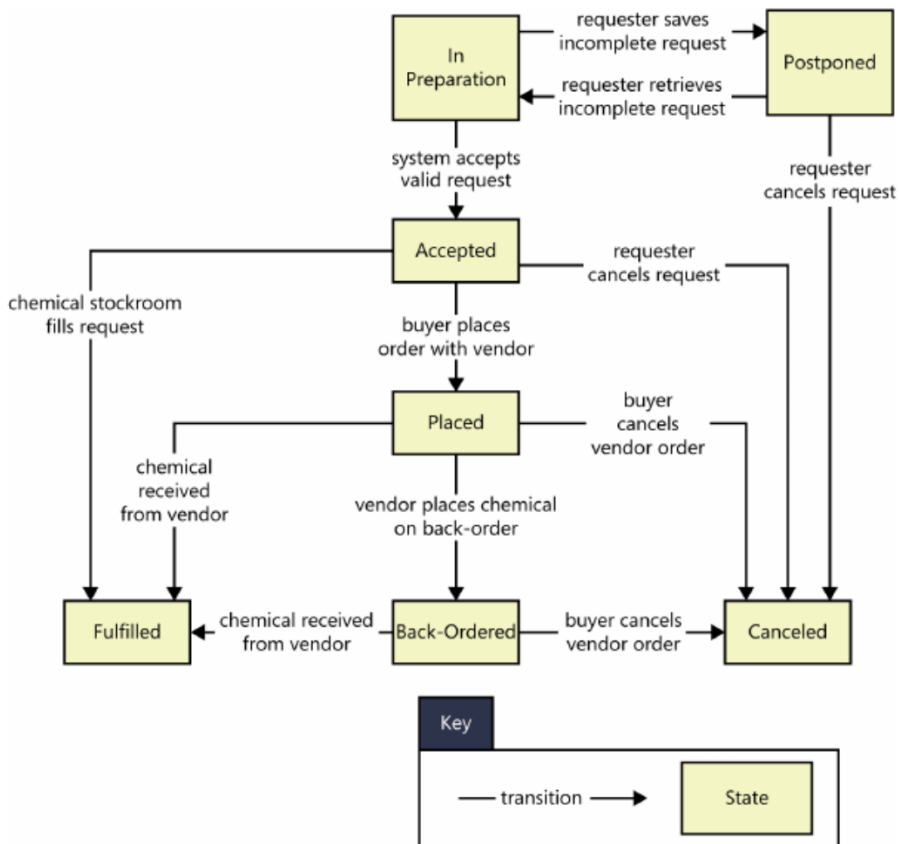 requester saves
incomplete request
In
Preparation
Postponed
requester retrieves
incomplete request
system accepts
valid request
requester
cancels request
Accepted
requester
cancels request
chemical stockroom
fills request
buyer places
order with vendor
Placed
buyer
cancels
vendor order
chemical
received
from vendor
vendor places chemical
on back-order
Fulfilled
chemical received
from vendor
Back-Ordered
buyer cancels
vendor order
Canceled
Key
transition
State